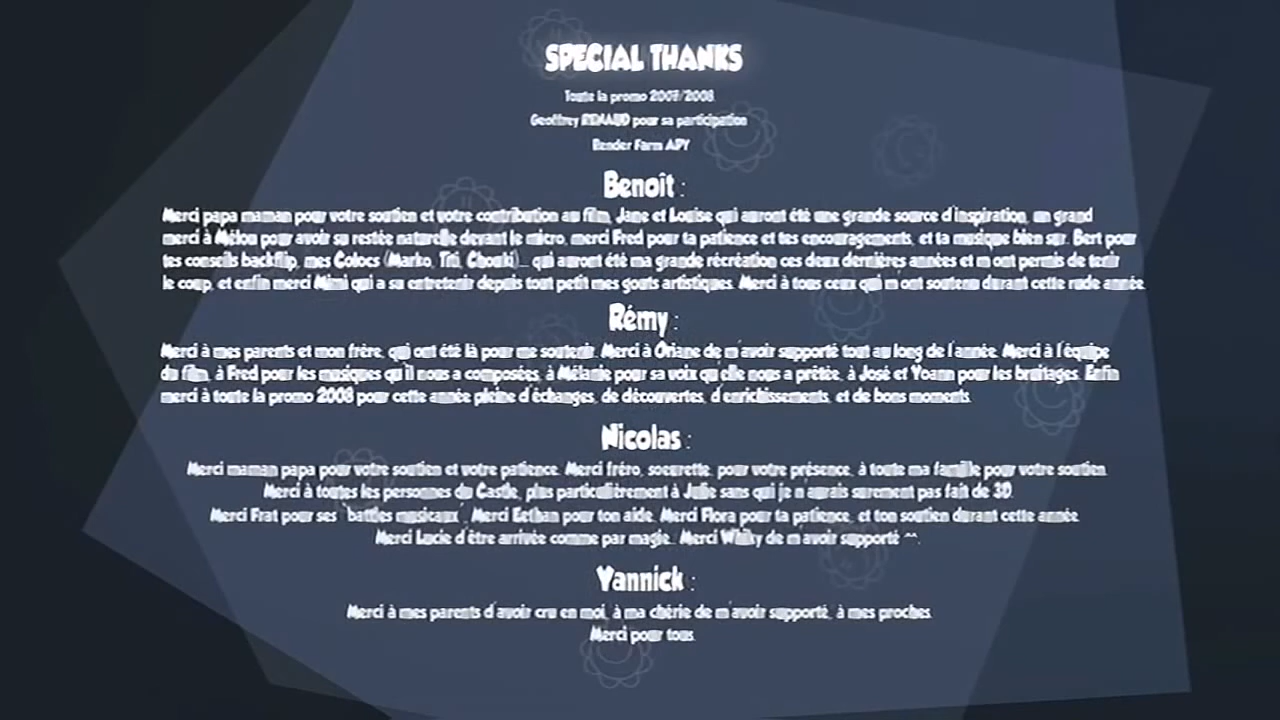 SPECIAL THANKS
Toute la promo 2007/2008
Geoffrey RENAUD pour sa participation
Render Farm APY
Benoît :
Merci papa maman pour votre soutien et votre contribution au film, Jane et Louise qui auront été une grande source d'inspiration, un grand
merci à Mélou pour avoir su restée naturelle devant le micro, merci Fred pour ta patience et tes encouragements, et ta musique bien sur. Bert pour
tes conseils backflip, mes Colocs (Marko, Titi, Chouki)... qui auront été ma grande récréation ces deux dernières années et m'ont permis de tenir
le coup, et enfin merci Mimi qui a su entretenir depuis tout petit mes gouts artistiques. Merci à tous ceux qui m'ont soutenu durant cette rude année.
Rémy :
Merci à mes parents et mon frère, qui ont été là pour me soutenir. Merci à Oriane de m'avoir supporté tout au long de l'année. Merci à l'équipe
du film, à Fred pour les musiques qu'il nous a composées, à Mélanie pour sa voix qu'elle nous a prêtée, à José et Yoann pour les bruitages. Enfin
merci à toute la promo 2008 pour cette année pleine d'échanges, de découvertes, d'enrichissements, et de bons moments.
Nicolas :
Merci maman papa pour votre soutien et votre patience. Merci fréro, soeurette, pour votre présence, à toute ma famille pour votre soutien.
Merci à toutes les personnes du Castle, plus particulièrement à Julie sans qui je n'aurais surement pas fait de 3D.
Merci Frat pour ses "battles musicaux". Merci Eethan pour ton aide. Merci Flora pour ta patience, et ton soutien durant cette année.
Merci Lucie d'être arrivée comme par magie... Merci Whiky de m'avoir supporté ^^.
Yannick :
Merci à mes parents d'avoir cru en moi, à ma chérie de m'avoir supporté, à mes proches.
Merci pour tous.